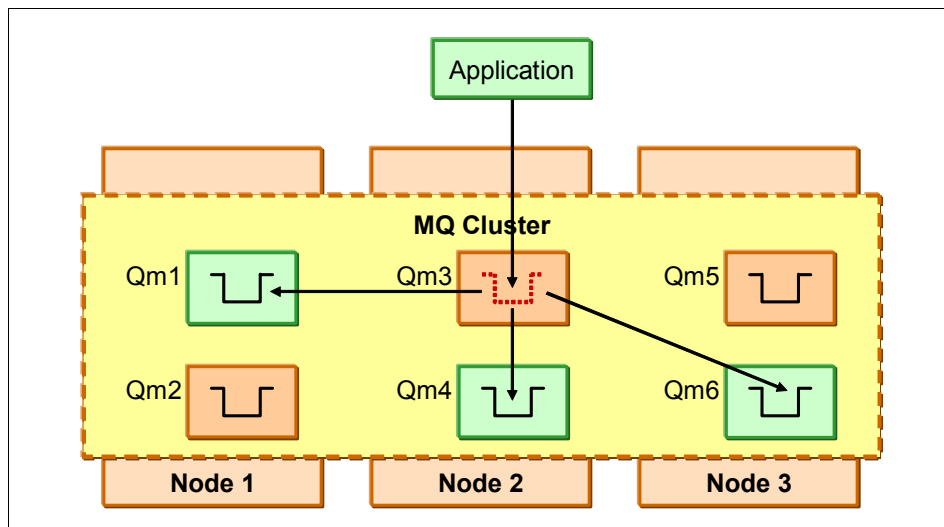 Application
MQ Cluster
Qm1
Qm3
Qm5
Qm2
Qm4
Qm6
Node 1
Node 2
Node 3